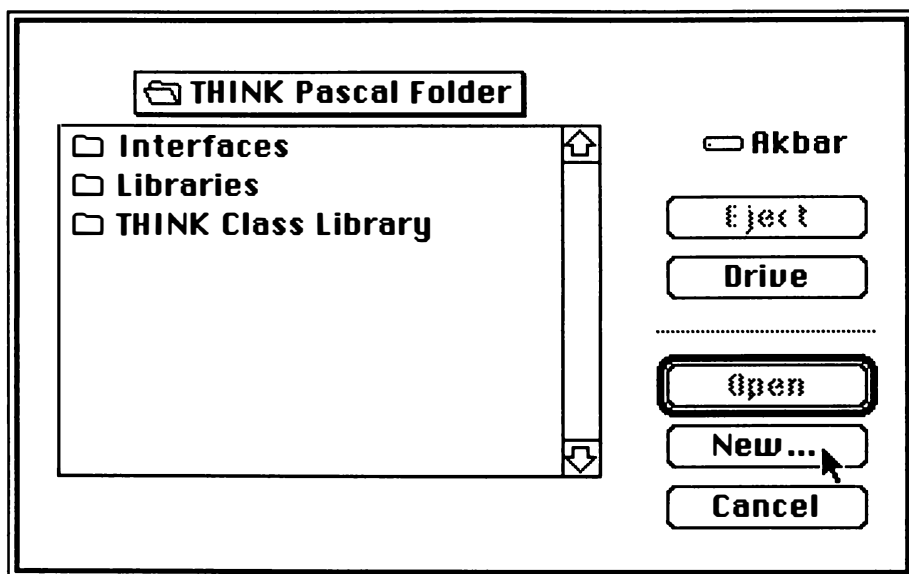 THINK Pascal Folder
Interfaces
Libraries
THINK Class Library
Akbar
Eject
Drive
Open
New...
Cancel